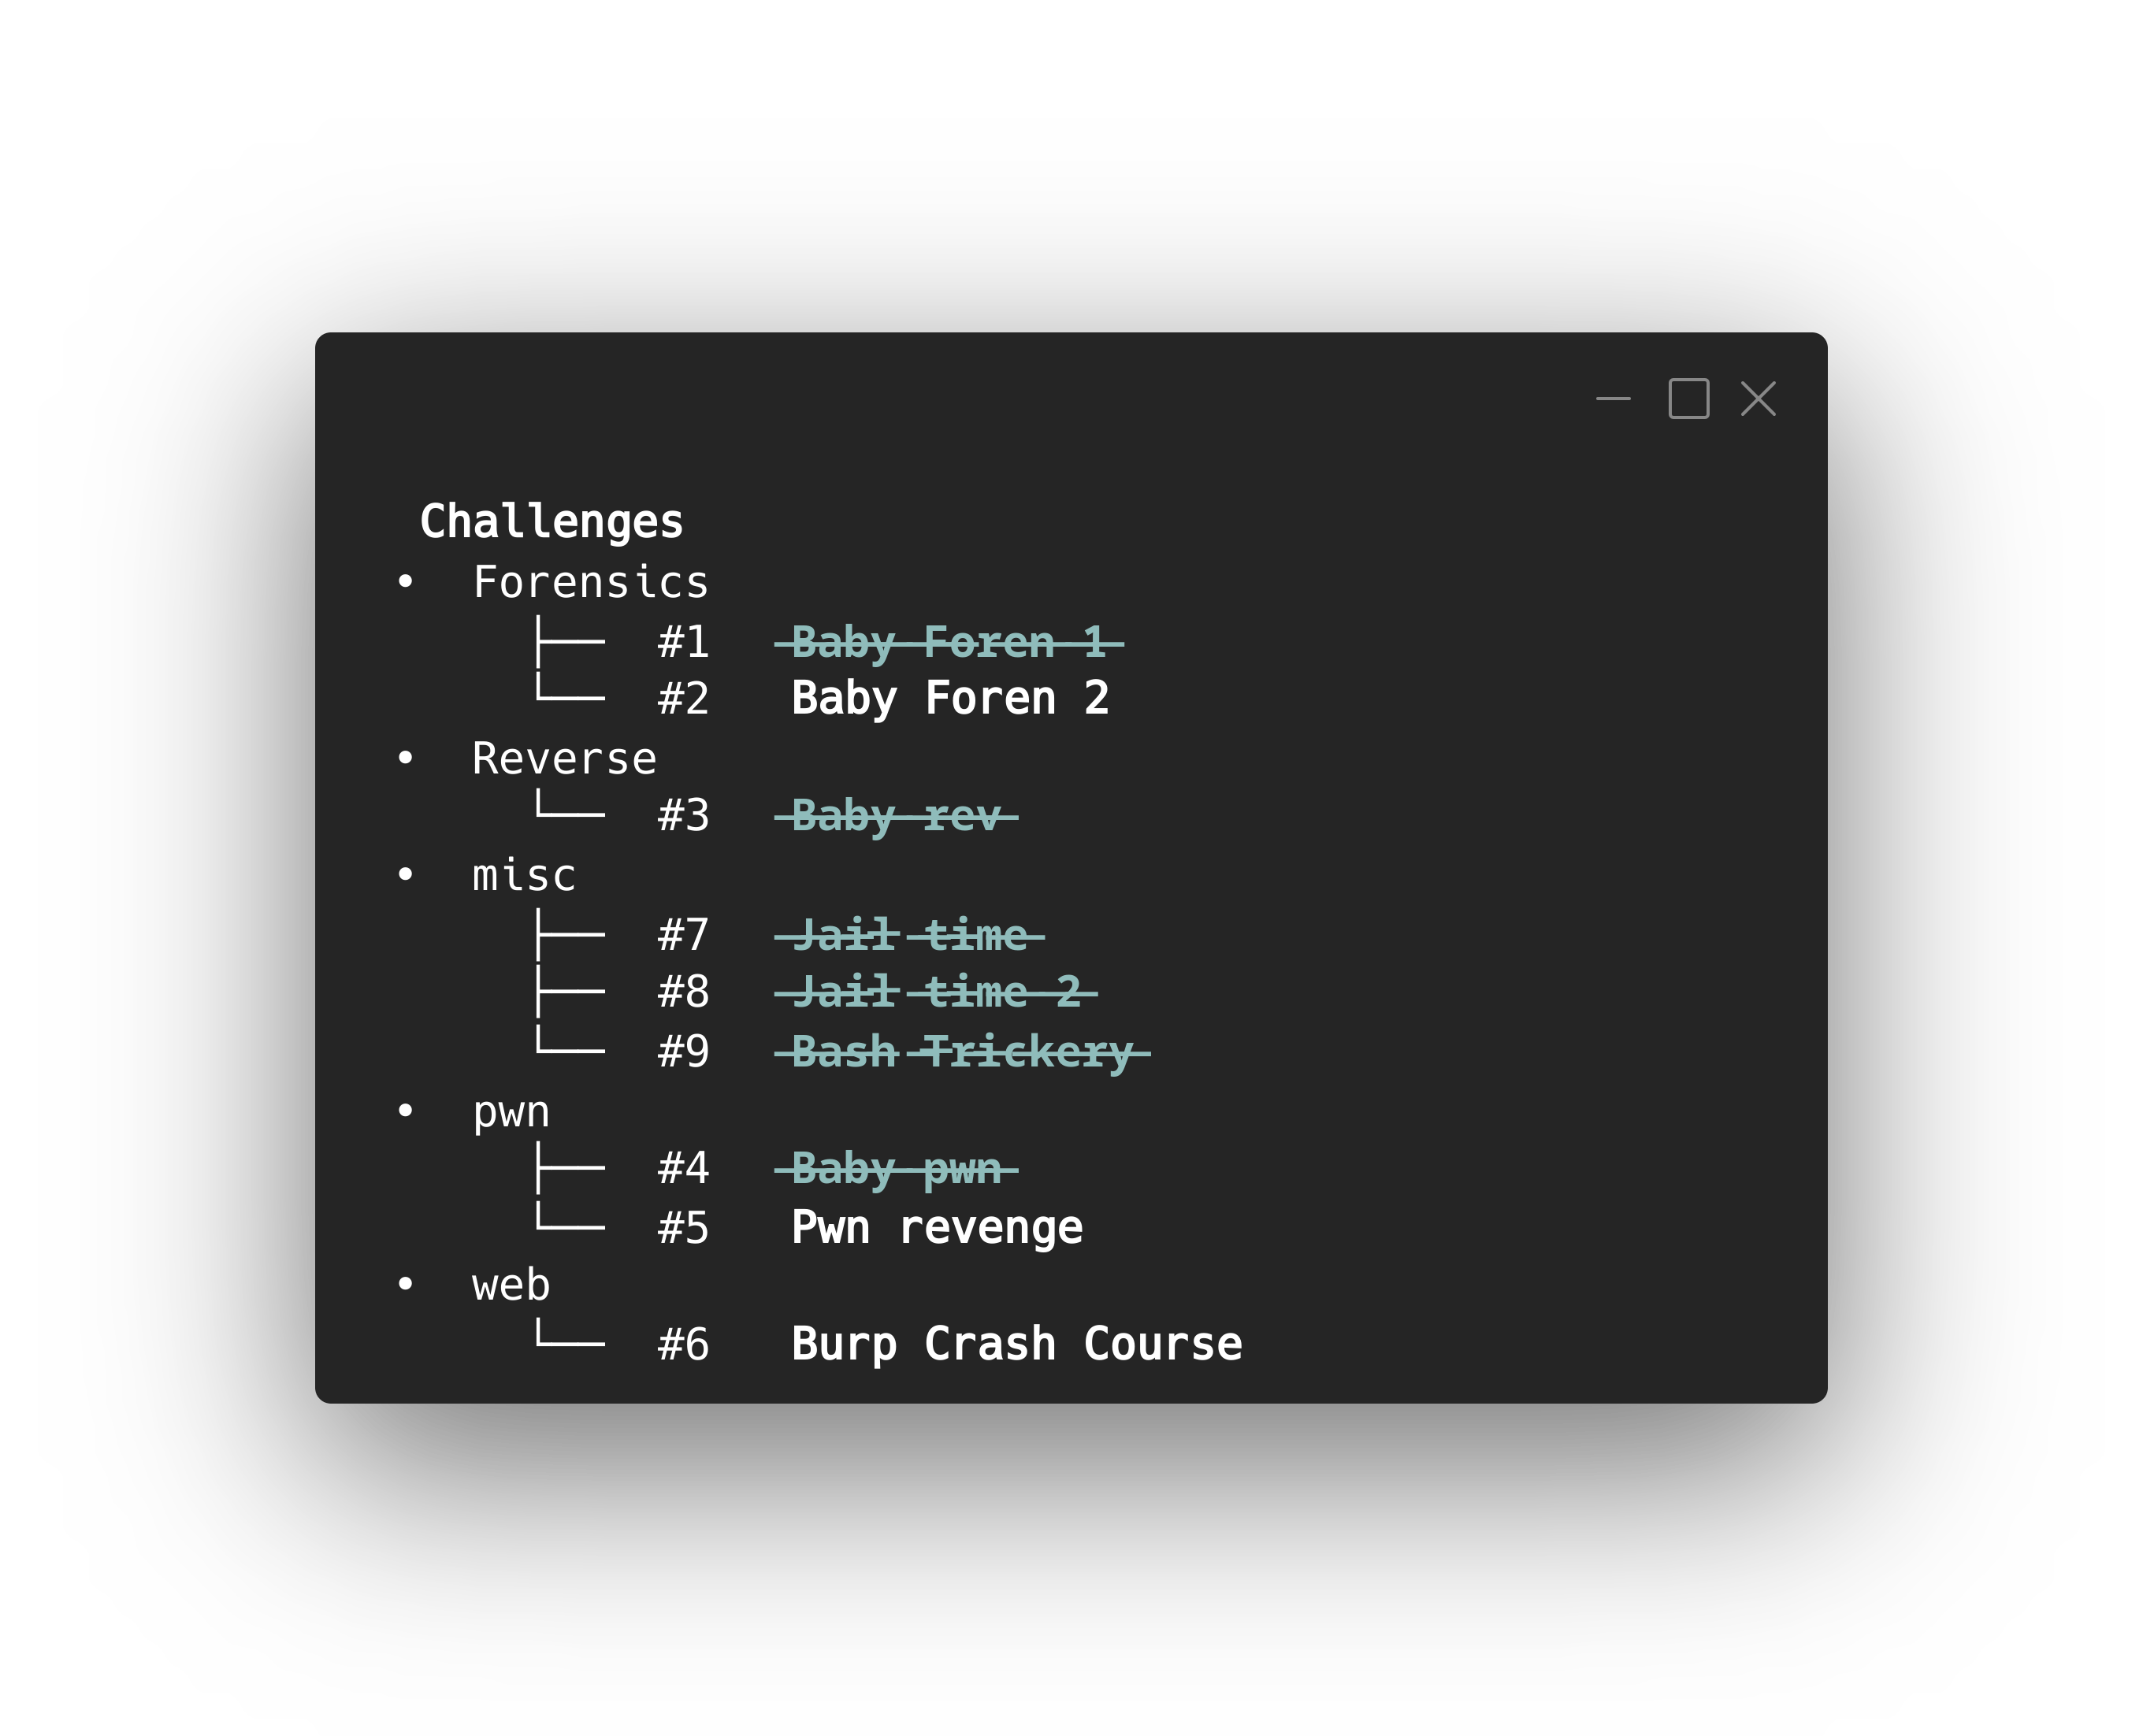 Challenges
• Forensics
├── #1 Baby Foren 1
└── #2 Baby Foren 2
• Reverse
└── #3 Baby rev
• misc
├── #7 Jail time
├── #8 Jail time 2
└── #9 Bash Trickery
• pwn
├── #4 Baby pwn
└── #5 Pwn revenge
• web
└── #6 Burp Crash Course